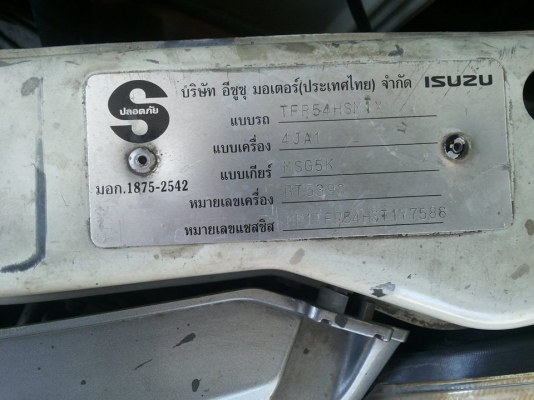 บริษัท อีซูซุ มอเตอร์(ประเทศไทย) จำกัด ISUZU
S
ปลอดภัย
แบบรถ
แบบเครื่อง 4JA1
แบบเกียร์ MSG5K
มอก.1875-2542
หมายเลขเครื่อง
หมายเลขแชสซิส